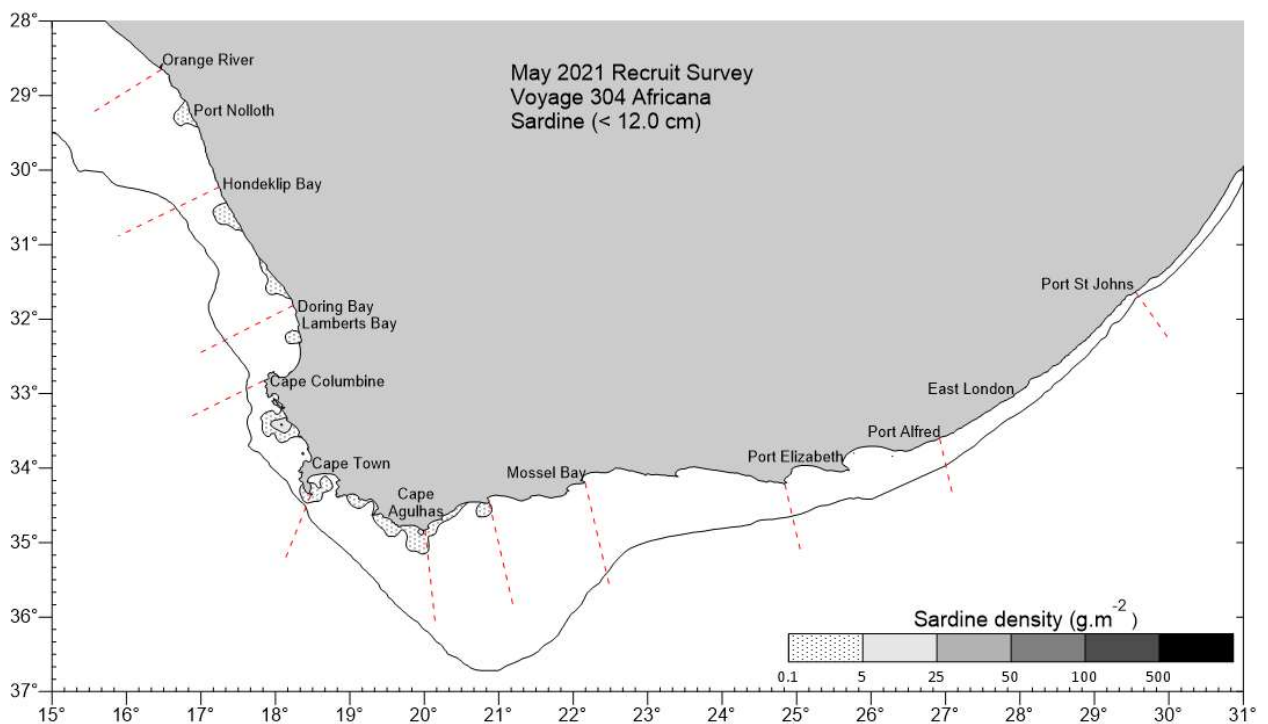 28°
29°
30°
31°
32°
33°
34°
35°
36°
37°
May 2021 Recruit Survey
Voyage 304 Africana
Sardine (< 12.0 cm)
Orange River
Port Nolloth
Hondeklip Bay
Doring Bay
Lamberts Bay
Cape Columbine
Cape Town
Cape
Agulhas
Mossel Bay
Port Elizabeth
Port Alfred
East London
Port St Johns
Sardine density (g.m⁻²)
0.1 5 25 50 100 500
15° 16° 17° 18° 19° 20° 21° 22° 23° 24° 25° 26° 27° 28° 29° 30° 31°